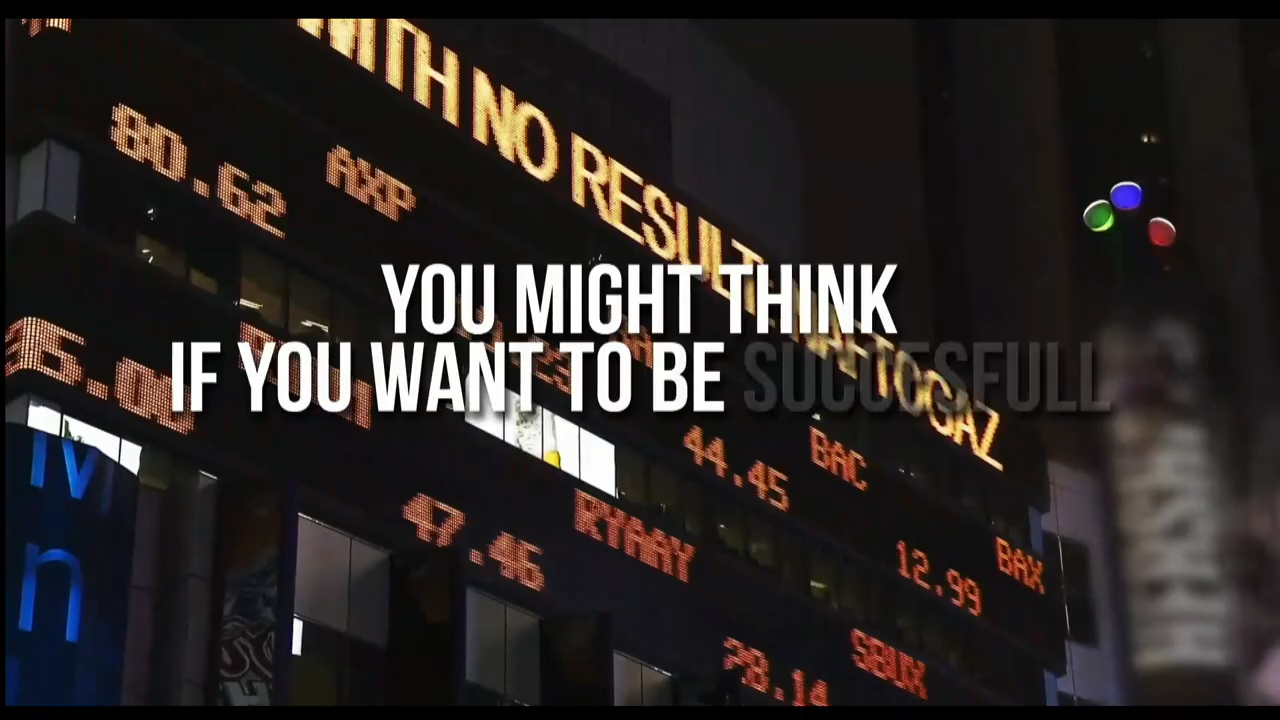 WITH NO RESULT
NAFTOGAZ
80.62 AXP
YOU MIGHT THINK
IF YOU WANT TO BE SUCCESFULL
44.45 BAC
47.46 RYAAY
12.99 BAX
28.14 SBUX
n